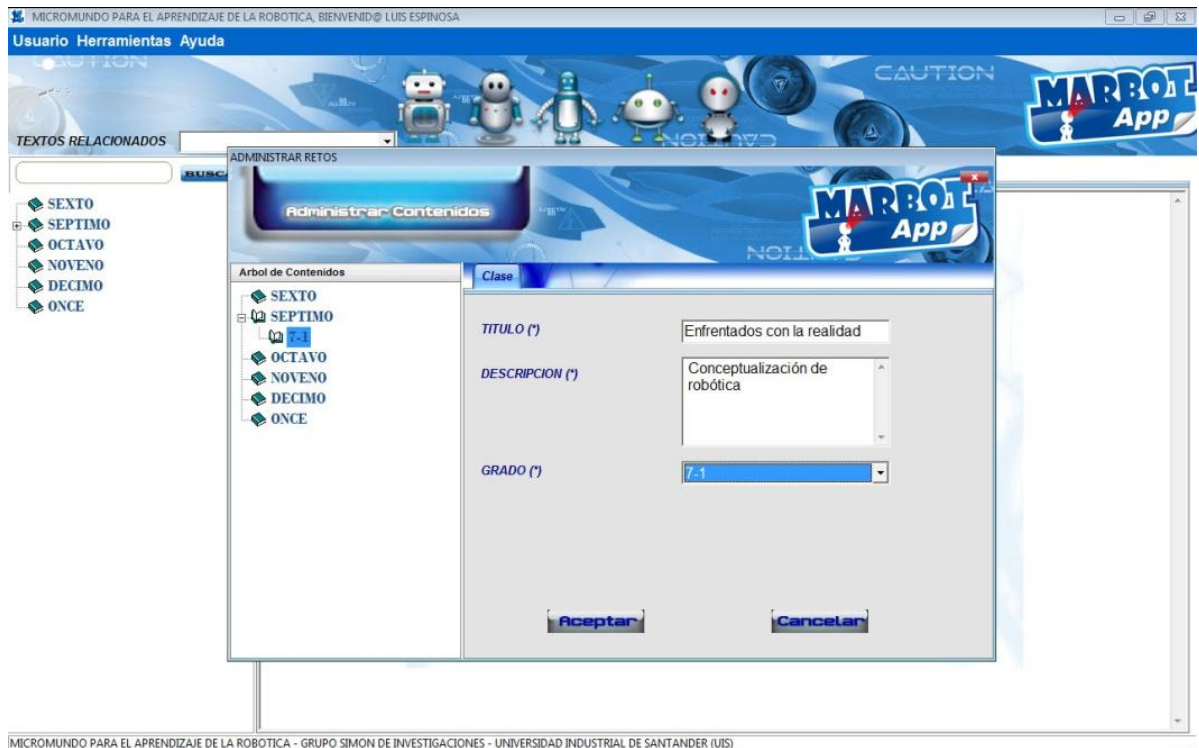 MICROMUNDO PARA EL APRENDIZAJE DE LA ROBOTICA, BIENVENID@ LUIS ESPINOSA
Usuario Herramientas Ayuda
CAUTION
CAUTION
MARBOT
App
TEXTOS RELACIONADOS
SEXTO
SEPTIMO
OCTAVO
NOVENO
DECIMO
ONCE
ADMINISTRAR RETOS
Administrar Contenidos
MARBOT
App
Arbol de Contenidos
SEXTO
SEPTIMO
7-1
OCTAVO
NOVENO
DECIMO
ONCE
Clase
TITULO (*) Enfrentados con la realidad
DESCRIPCION (*) Conceptualización de
robótica
GRADO (*) 7-1
Aceptar Cancelar
MICROMUNDO PARA EL APRENDIZAJE DE LA ROBOTICA - GRUPO SIMON DE INVESTIGACIONES - UNIVERSIDAD INDUSTRIAL DE SANTANDER (UIS)